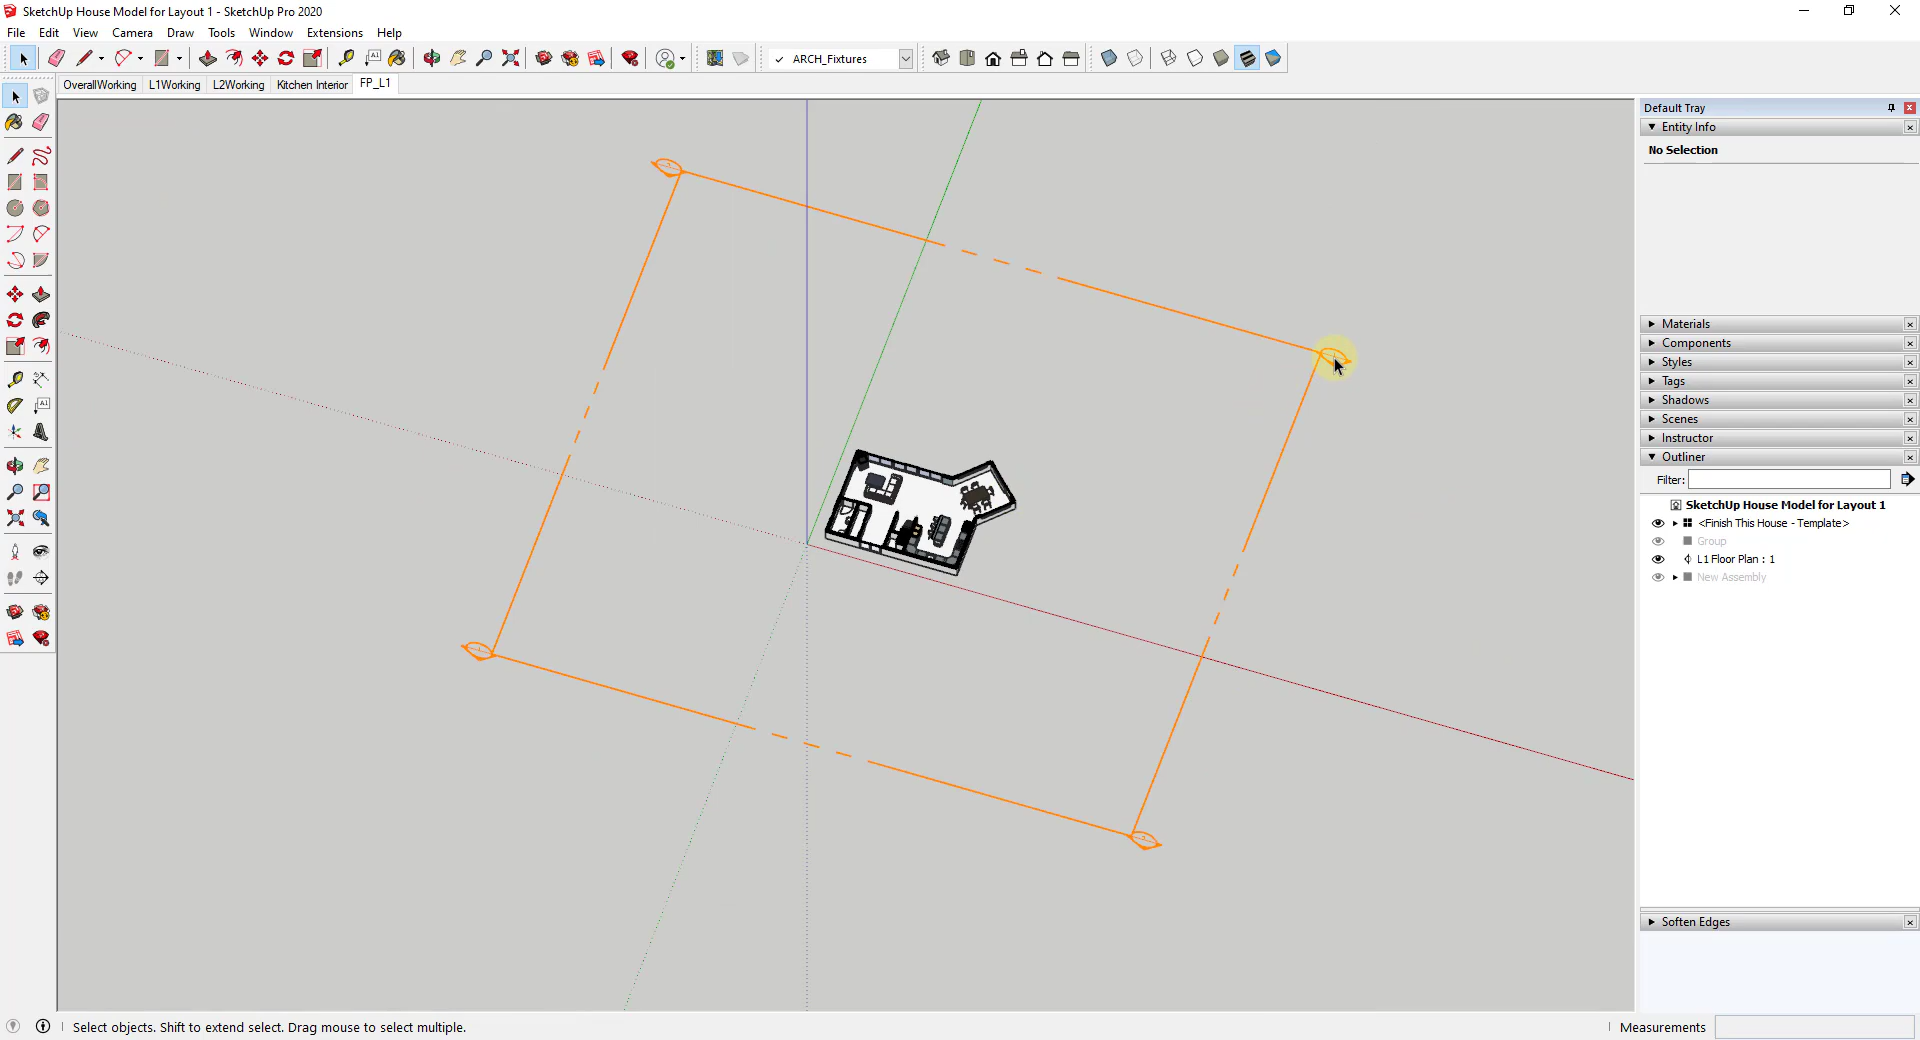 SketchUp House Model for Layout 1 - SketchUp Pro 2020
File Edit View Camera Draw Tools Window Extensions Help
ARCH_Fixtures
OverallWorking L1Working L2Working Kitchen Interior FP_L1
Default Tray
Entity Info
No Selection
Materials
Components
Styles
Tags
Shadows
Scenes
Instructor
Outliner
Filter:
SketchUp House Model for Layout 1
<Finish This House - Template>
Group
L1 Floor Plan : 1
New Assembly
Soften Edges
Select objects. Shift to extend select. Drag mouse to select multiple.
Measurements